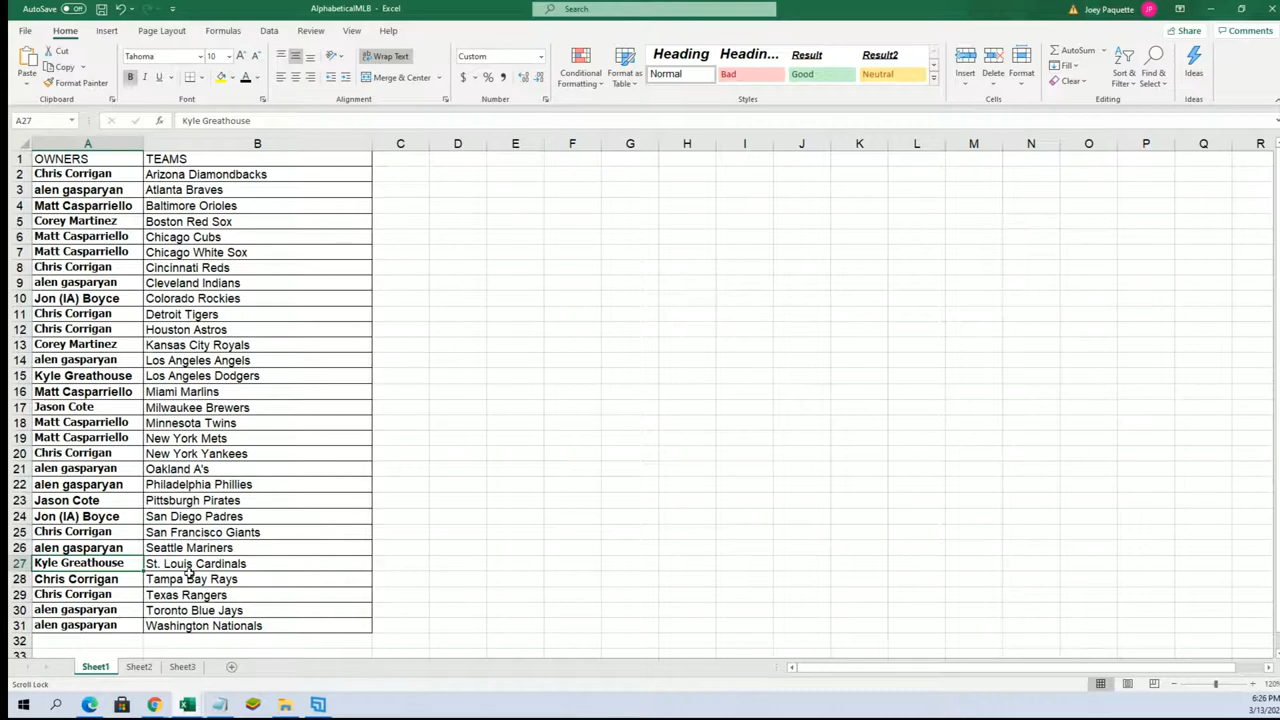 AutoSave Off AlphabeticalMLB - Excel Search Joey Paquette JP
File Home Insert Page Layout Formulas Data Review View Help Share Comments
Paste Cut Copy Format Painter
Tahoma 10 B I U A
Wrap Text Merge & Center
Custom $ % ,
Conditional Formatting Format as Table
Heading Headin... Result Result2
Normal Bad Good Neutral
Insert Delete Format
AutoSum Fill Clear Sort & Filter Find & Select Ideas
Clipboard Font Alignment Number Styles Cells Editing Ideas
A27 fx Kyle Greathouse
A B C D E F G H I J K L M N O P Q R
1 OWNERS TEAMS
2 Chris Corrigan Arizona Diamondbacks
3 alen gasparyan Atlanta Braves
4 Matt Casparriello Baltimore Orioles
5 Corey Martinez Boston Red Sox
6 Matt Casparriello Chicago Cubs
7 Matt Casparriello Chicago White Sox
8 Chris Corrigan Cincinnati Reds
9 alen gasparyan Cleveland Indians
10 Jon (IA) Boyce Colorado Rockies
11 Chris Corrigan Detroit Tigers
12 Chris Corrigan Houston Astros
13 Corey Martinez Kansas City Royals
14 alen gasparyan Los Angeles Angels
15 Kyle Greathouse Los Angeles Dodgers
16 Matt Casparriello Miami Marlins
17 Jason Cote Milwaukee Brewers
18 Matt Casparriello Minnesota Twins
19 Matt Casparriello New York Mets
20 Chris Corrigan New York Yankees
21 alen gasparyan Oakland A's
22 alen gasparyan Philadelphia Phillies
23 Jason Cote Pittsburgh Pirates
24 Jon (IA) Boyce San Diego Padres
25 Chris Corrigan San Francisco Giants
26 alen gasparyan Seattle Mariners
27 Kyle Greathouse St. Louis Cardinals
28 Chris Corrigan Tampa Bay Rays
29 Chris Corrigan Texas Rangers
30 alen gasparyan Toronto Blue Jays
31 alen gasparyan Washington Nationals
32
33
Sheet1 Sheet2 Sheet3
Scroll Lock 120%
6:26 PM
3/13/202